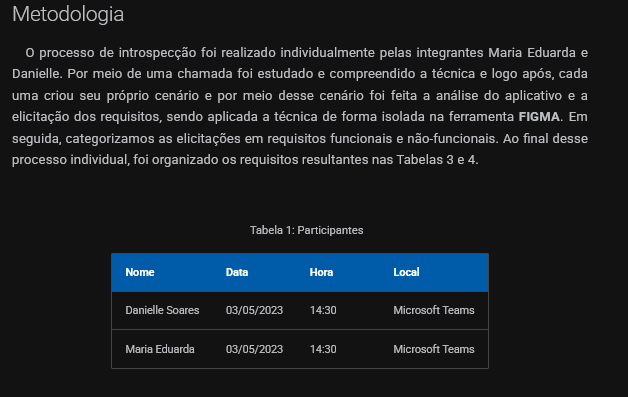 Metodologia
O processo de introspecção foi realizado individualmente pelas integrantes Maria Eduarda e
Danielle. Por meio de uma chamada foi estudado e compreendido a técnica e logo após, cada
uma criou seu próprio cenário e por meio desse cenário foi feita a análise do aplicativo e a
elicitação dos requisitos, sendo aplicada a técnica de forma isolada na ferramenta FIGMA. Em
seguida, categorizamos as elicitações em requisitos funcionais e não-funcionais. Ao final desse
processo individual, foi organizado os requisitos resultantes nas Tabelas 3 e 4.
Tabela 1: Participantes
Nome Data Hora Local
Danielle Soares 03/05/2023 14:30 Microsoft Teams
Maria Eduarda 03/05/2023 14:30 Microsoft Teams